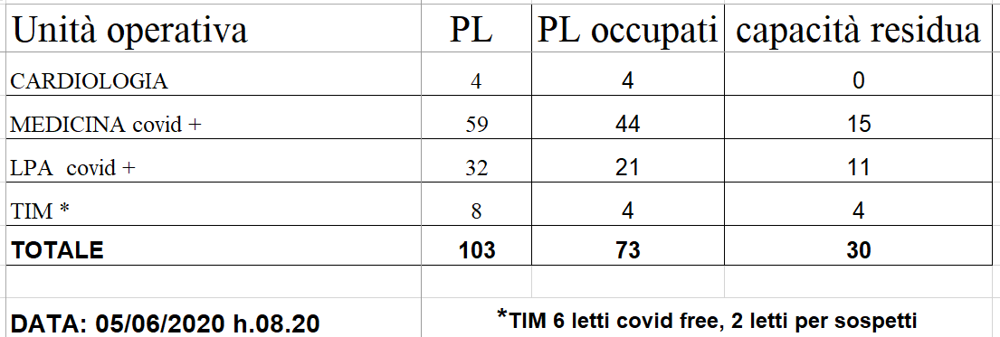 Unità operativa PL PL occupati capacità residua
CARDIOLOGIA 4 4 0
MEDICINA covid + 59 44 15
LPA covid + 32 21 11
TIM * 8 4 4
TOTALE 103 73 30
DATA: 05/06/2020 h.08.20 *TIM 6 letti covid free, 2 letti per sospetti